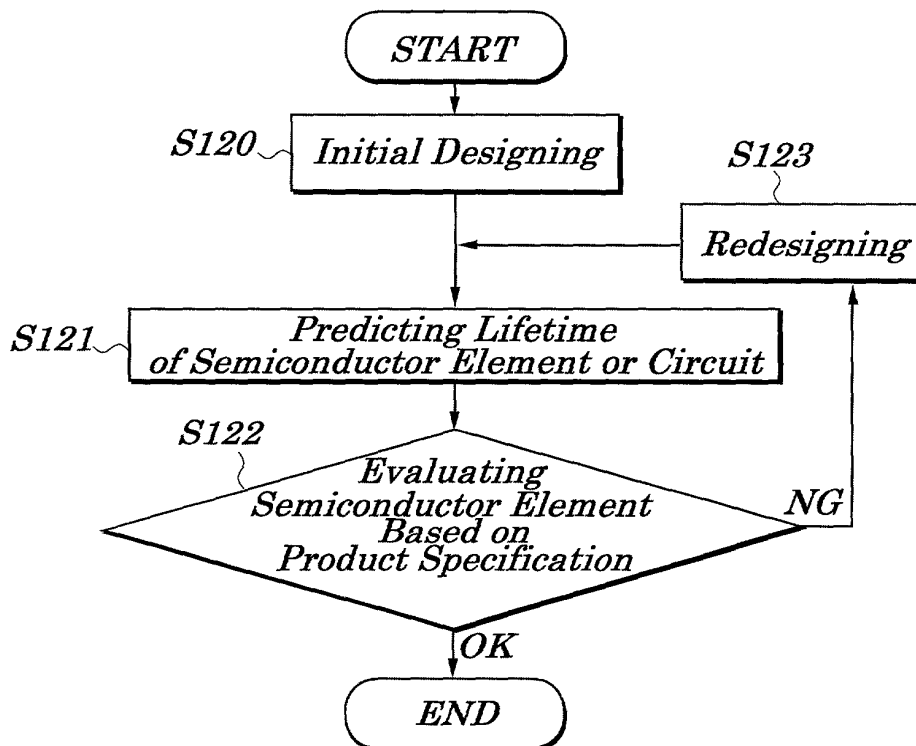 START
S120
Initial Designing
S123
Redesigning
S121
Predicting Lifetime
of Semiconductor Element or Circuit
S122
Evaluating
Semiconductor Element
Based on
Product Specification
NG
OK
END